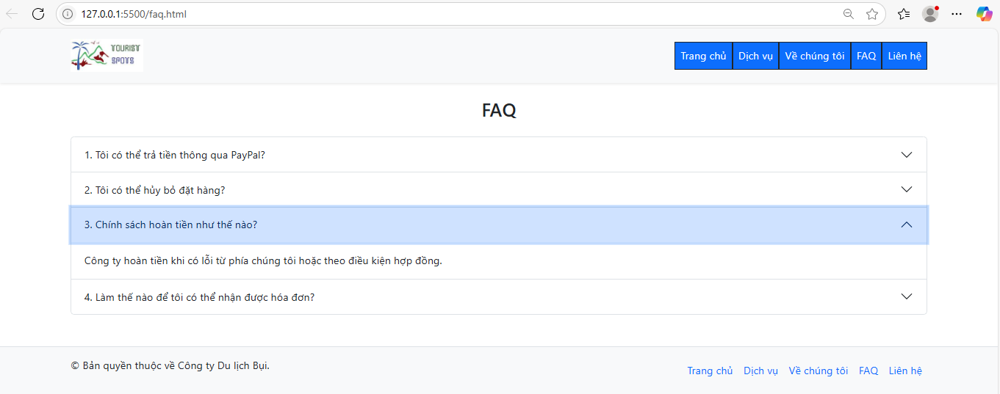 127.0.0.1:5500/faq.html
TOURIST
SPOTS
Trang chủ Dịch vụ Về chúng tôi FAQ Liên hệ
FAQ
1. Tôi có thể trả tiền thông qua PayPal?
2. Tôi có thể hủy bỏ đặt hàng?
3. Chính sách hoàn tiền như thế nào?
Công ty hoàn tiền khi có lỗi từ phía chúng tôi hoặc theo điều kiện hợp đồng.
4. Làm thế nào để tôi có thể nhận được hóa đơn?
© Bản quyền thuộc về Công ty Du lịch Bụi.
Trang chủ Dịch vụ Về chúng tôi FAQ Liên hệ